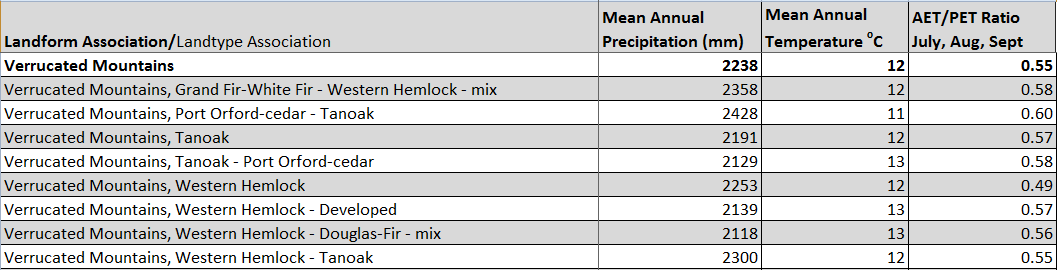 Landform Association/Landtype Association Mean Annual Precipitation (mm) Mean Annual Temperature ⁰C AET/PET Ratio July, Aug, Sept
Verrucated Mountains 2238 12 0.55
Verrucated Mountains, Grand Fir-White Fir - Western Hemlock - mix 2358 12 0.58
Verrucated Mountains, Port Orford-cedar - Tanoak 2428 11 0.60
Verrucated Mountains, Tanoak 2191 12 0.57
Verrucated Mountains, Tanoak - Port Orford-cedar 2129 13 0.58
Verrucated Mountains, Western Hemlock 2253 12 0.49
Verrucated Mountains, Western Hemlock - Developed 2139 13 0.57
Verrucated Mountains, Western Hemlock - Douglas-Fir - mix 2118 13 0.56
Verrucated Mountains, Western Hemlock - Tanoak 2300 12 0.55